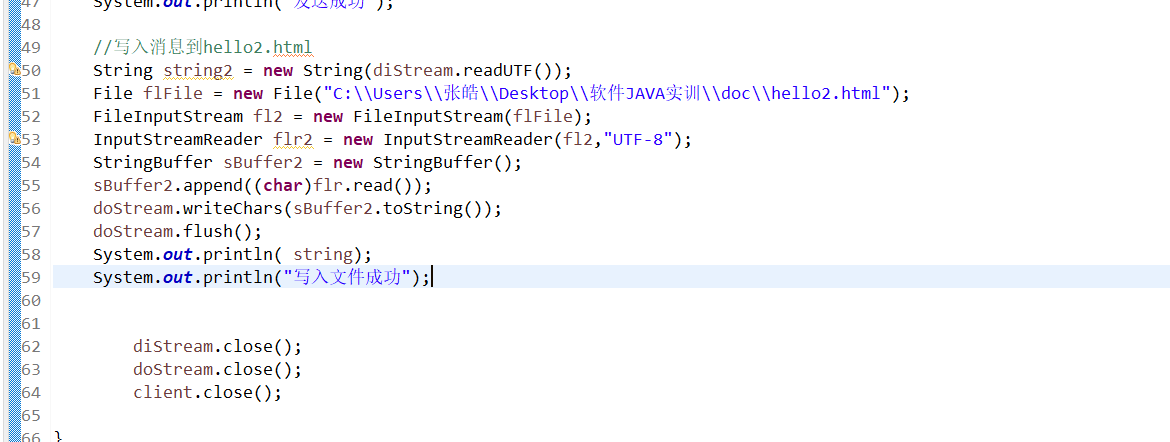 47 System.out.println("发送成功");
48
49 //写入消息到hello2.html
50 String string2 = new String(diStream.readUTF());
51 File flFile = new File("C:\\Users\\张皓\\Desktop\\软件JAVA实训\\doc\\hello2.html");
52 FileInputStream fl2 = new FileInputStream(flFile);
53 InputStreamReader flr2 = new InputStreamReader(fl2,"UTF-8");
54 StringBuffer sBuffer2 = new StringBuffer();
55 sBuffer2.append((char)flr.read());
56 doStream.writeChars(sBuffer2.toString());
57 doStream.flush();
58 System.out.println( string);
59 System.out.println("写入文件成功");
60
61
62 diStream.close();
63 doStream.close();
64 client.close();
65
66 }